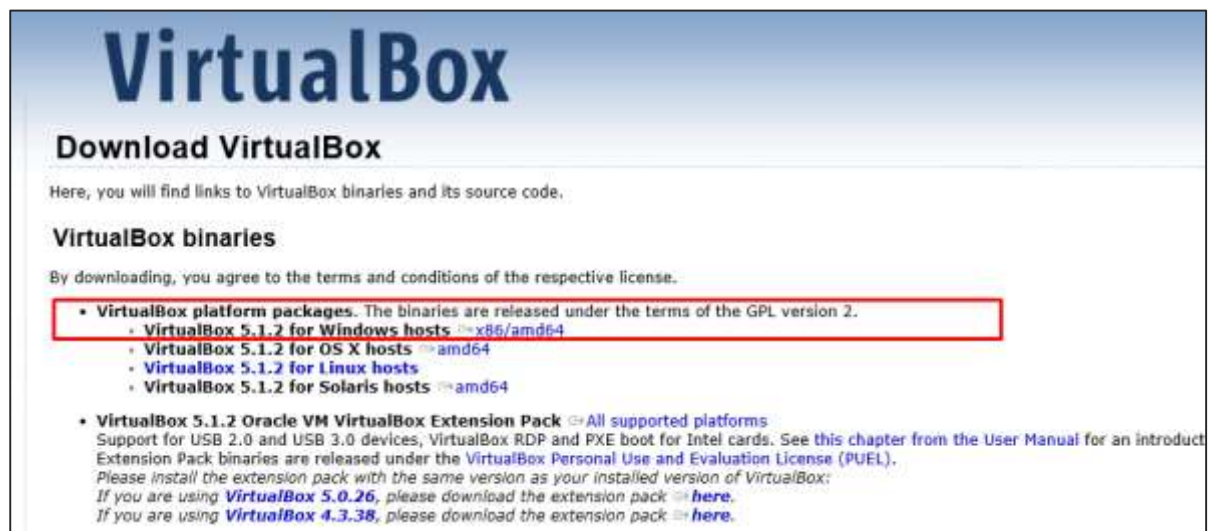 VirtualBox
Download VirtualBox
Here, you will find links to VirtualBox binaries and its source code.
VirtualBox binaries
By downloading, you agree to the terms and conditions of the respective license.
• VirtualBox platform packages. The binaries are released under the terms of the GPL version 2.
◦ VirtualBox 5.1.2 for Windows hosts x86/amd64
◦ VirtualBox 5.1.2 for OS X hosts amd64
◦ VirtualBox 5.1.2 for Linux hosts
◦ VirtualBox 5.1.2 for Solaris hosts amd64
• VirtualBox 5.1.2 Oracle VM VirtualBox Extension Pack All supported platforms
Support for USB 2.0 and USB 3.0 devices, VirtualBox RDP and PXE boot for Intel cards. See this chapter from the User Manual for an introduct
Extension Pack binaries are released under the VirtualBox Personal Use and Evaluation License (PUEL).
Please install the extension pack with the same version as your installed version of VirtualBox:
If you are using VirtualBox 5.0.26, please download the extension pack here.
If you are using VirtualBox 4.3.38, please download the extension pack here.